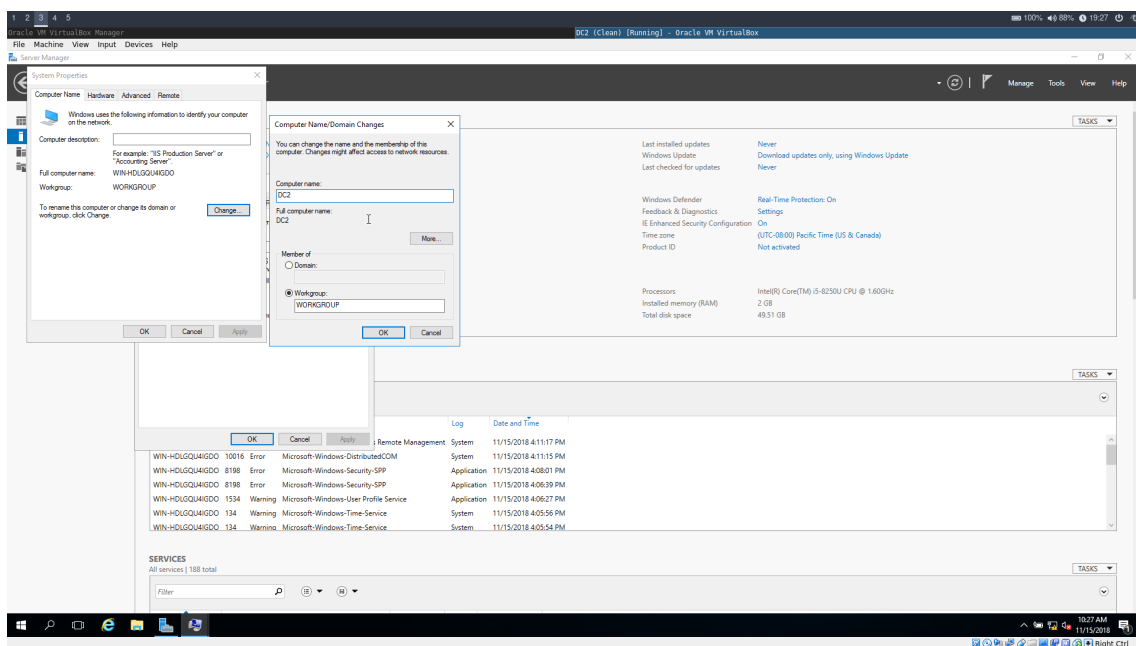 1 2 3 4 5
100% 88% 19:27
Oracle VM VirtualBox Manager
DC2 (Clean) [Running] - Oracle VM VirtualBox
File Machine View Input Devices Help
Server Manager
Manage Tools View Help
System Properties
Computer Name Hardware Advanced Remote
Windows uses the following information to identify your computer
on the network.
Computer description:
For example: "IIS Production Server" or
"Accounting Server".
Full computer name: WIN-HDLGQU4IGDO
Workgroup: WORKGROUP
To rename this computer or change its domain or
workgroup, click Change.
Change...
OK Cancel Apply
Computer Name/Domain Changes
You can change the name and the membership of this
computer. Changes might affect access to network resources.
Computer name:
DC2
Full computer name:
DC2
More...
Member of
Domain:
Workgroup:
WORKGROUP
OK Cancel
TASKS
Last installed updates Never
Windows Update Download updates only, using Windows Update
Last checked for updates Never
Windows Defender Real-Time Protection: On
Feedback & Diagnostics Settings
IE Enhanced Security Configuration On
Time zone (UTC-08:00) Pacific Time (US & Canada)
Product ID Not activated
Processors Intel(R) Core(TM) i5-8250U CPU @ 1.60GHz
Installed memory (RAM) 2 GB
Total disk space 49.51 GB
OK Cancel Apply
TASKS
Log Date and Time
Remote Management System 11/15/2018 4:11:17 PM
WIN-HDLGQU4IGDO 10016 Error Microsoft-Windows-DistributedCOM System 11/15/2018 4:11:15 PM
WIN-HDLGQU4IGDO 8198 Error Microsoft-Windows-Security-SPP Application 11/15/2018 4:08:01 PM
WIN-HDLGQU4IGDO 8198 Error Microsoft-Windows-Security-SPP Application 11/15/2018 4:06:39 PM
WIN-HDLGQU4IGDO 1534 Warning Microsoft-Windows-User Profile Service Application 11/15/2018 4:06:27 PM
WIN-HDLGQU4IGDO 134 Warning Microsoft-Windows-Time-Service System 11/15/2018 4:05:56 PM
WIN-HDLGQU4IGDO 134 Warning Microsoft-Windows-Time-Service System 11/15/2018 4:05:54 PM
SERVICES
All services | 188 total
TASKS
Filter
10:27 AM
11/15/2018
Right Ctrl